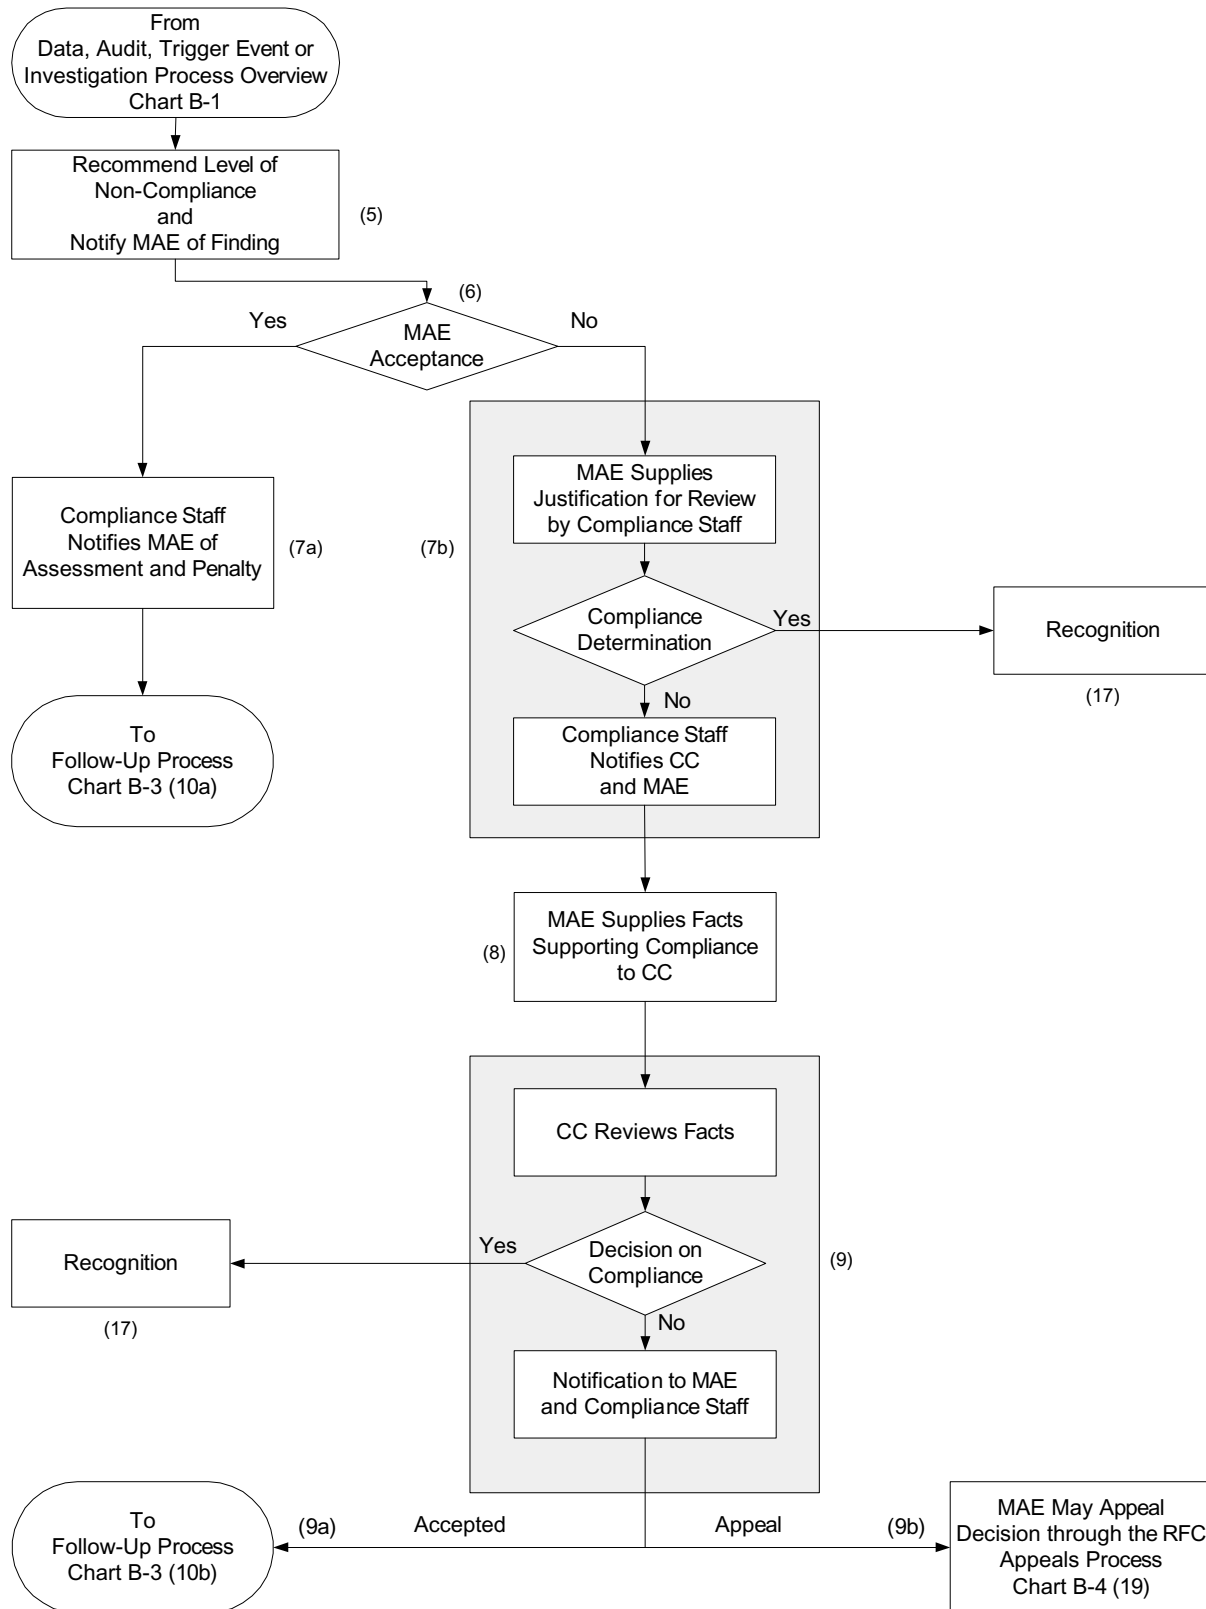 From
Data, Audit, Trigger Event or
Investigation Process Overview
Chart B-1
Recommend Level of
Non-Compliance
and
Notify MAE of Finding
(5)
(6)
Yes
No
MAE
Acceptance
MAE Supplies
Justification for Review
by Compliance Staff
Compliance Staff
Notifies MAE of
Assessment and Penalty
(7a)
(7b)
Compliance
Determination
Yes
Recognition
(17)
No
Compliance Staff
Notifies CC
and MAE
To
Follow-Up Process
Chart B-3 (10a)
MAE Supplies Facts
Supporting Compliance
to CC
(8)
CC Reviews Facts
Decision on
Compliance
(9)
Yes
Recognition
(17)
No
Notification to MAE
and Compliance Staff
To
Follow-Up Process
Chart B-3 (10b)
(9a)
Accepted
Appeal
(9b)
MAE May Appeal
Decision through the RFC
Appeals Process
Chart B-4 (19)